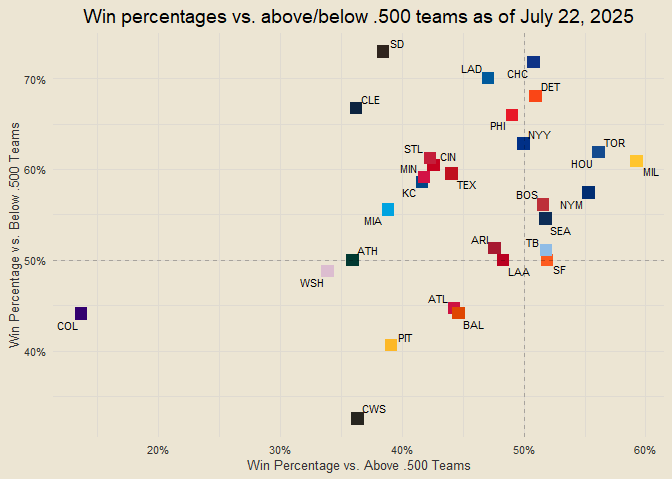 Win percentages vs. above/below .500 teams as of July 22, 2025
Win Percentage vs. Below .500 Teams
70%
60%
50%
40%
SD
LAD
CHC
DET
CLE
PHI
NYY
STL
CIN
TOR
HOU
MIL
MIN
KC
TEX
BOS
NYM
MIA
SEA
ARI
TB
ATH
LAA
SF
WSH
ATL
BAL
COL
PIT
CWS
20%
30%
40%
50%
60%
Win Percentage vs. Above .500 Teams